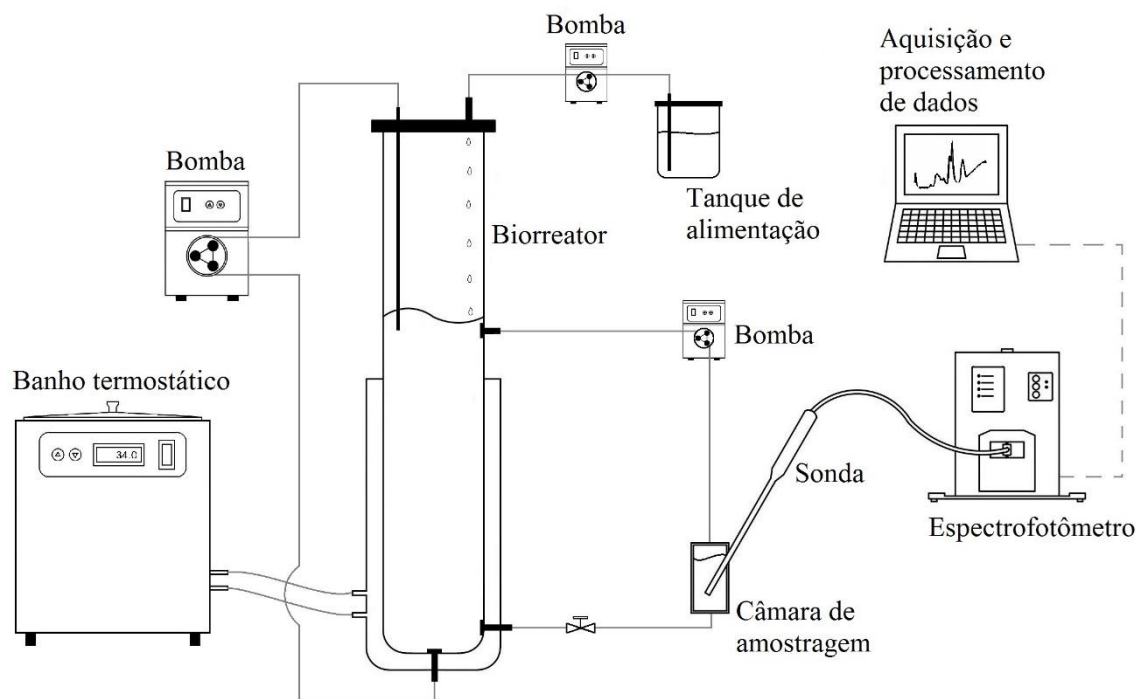 Bomba
Aquisição e
processamento
de dados
Bomba
Tanque de
alimentação
Biorreator
Bomba
Banho termostático
34.0
Sonda
Espectrofotômetro
Câmara de
amostragem